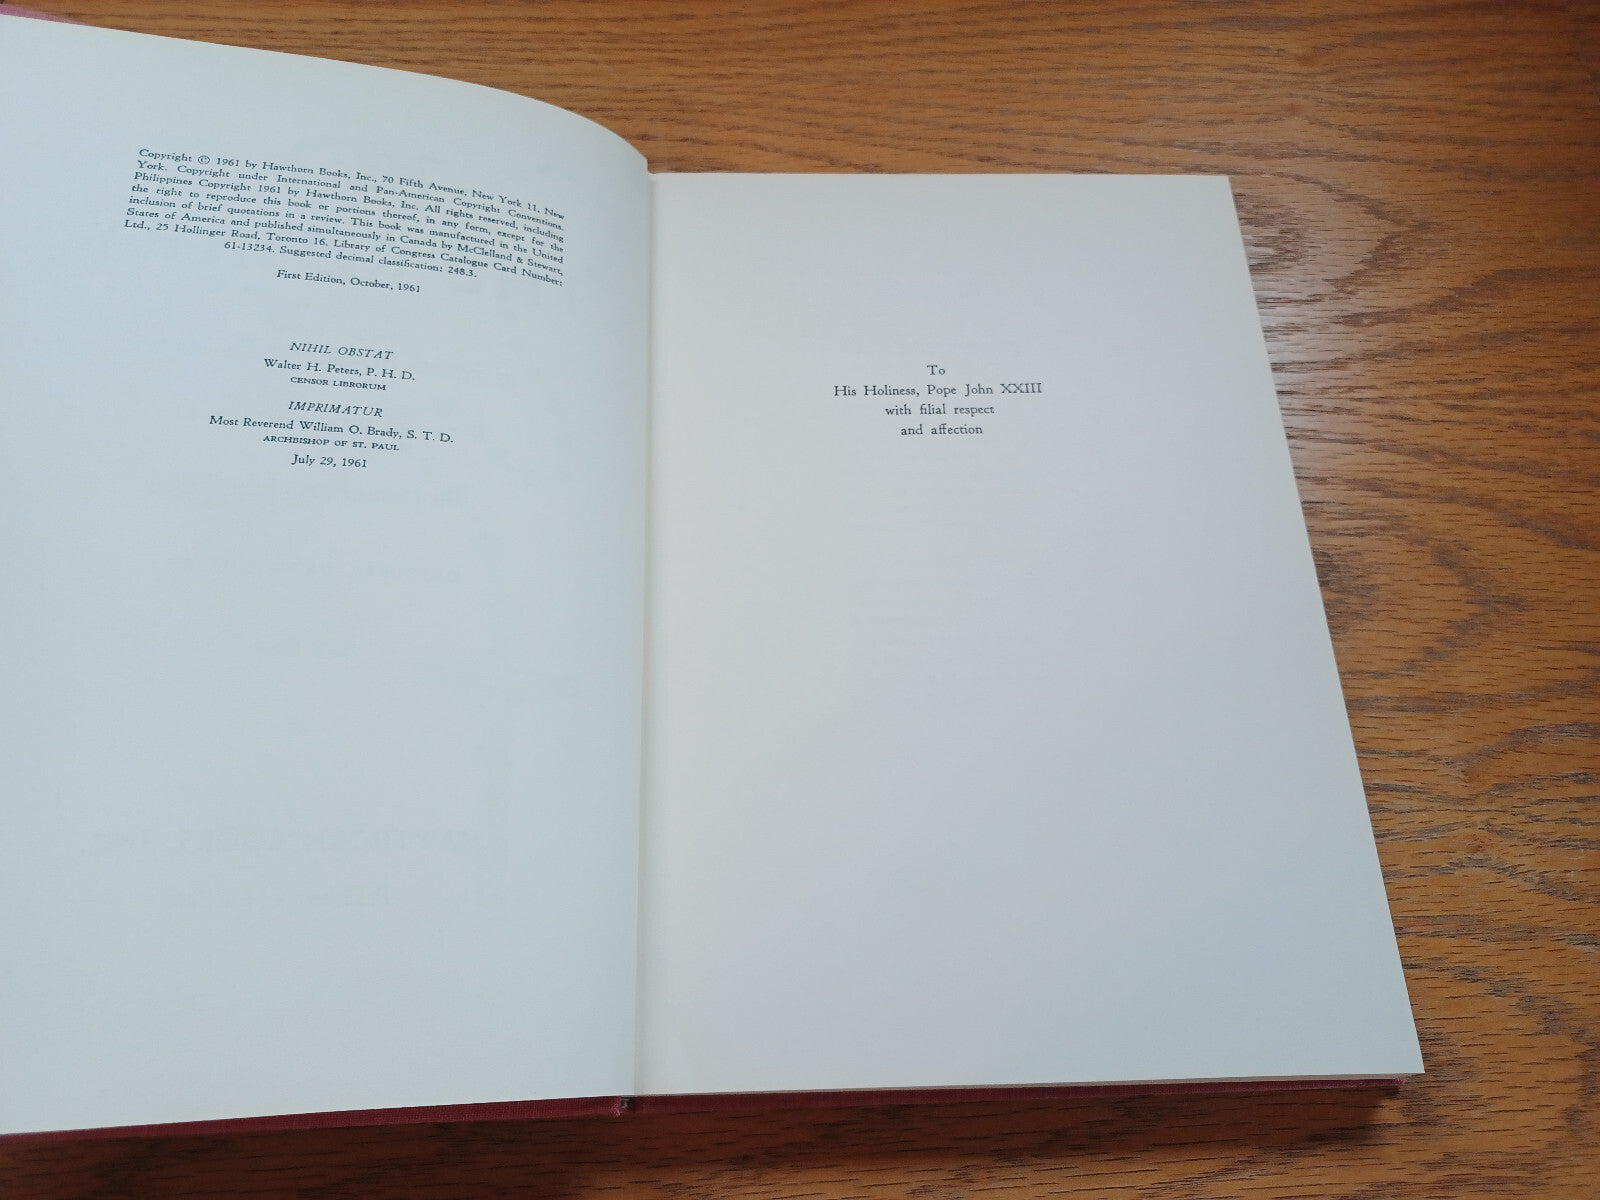 Copyright © 1961 by Hawthorn Books, Inc., 70 Fifth Avenue, New York 11, New
York. Copyright under International and Pan-American Copyright Conventions.
Philippines Copyright 1961 by Hawthorn Books, Inc. All rights reserved, including
the right to reproduce this book or portions thereof, in any form, except for the
inclusion of brief quotations in a review. This book was manufactured in the United
States of America and published simultaneously in Canada by McClelland & Stewart,
Ltd., 25 Hollinger Road, Toronto 16. Library of Congress Catalogue Card Number:
61-13234. Suggested decimal classification: 248.3.
First Edition, October, 1961
NIHIL OBSTAT
Walter H. Peters, P. H. D.
CENSOR LIBRORUM
IMPRIMATUR
Most Reverend William O. Brady, S. T. D.
ARCHBISHOP OF ST. PAUL
July 29, 1961
To
His Holiness, Pope John XXIII
with filial respect
and affection